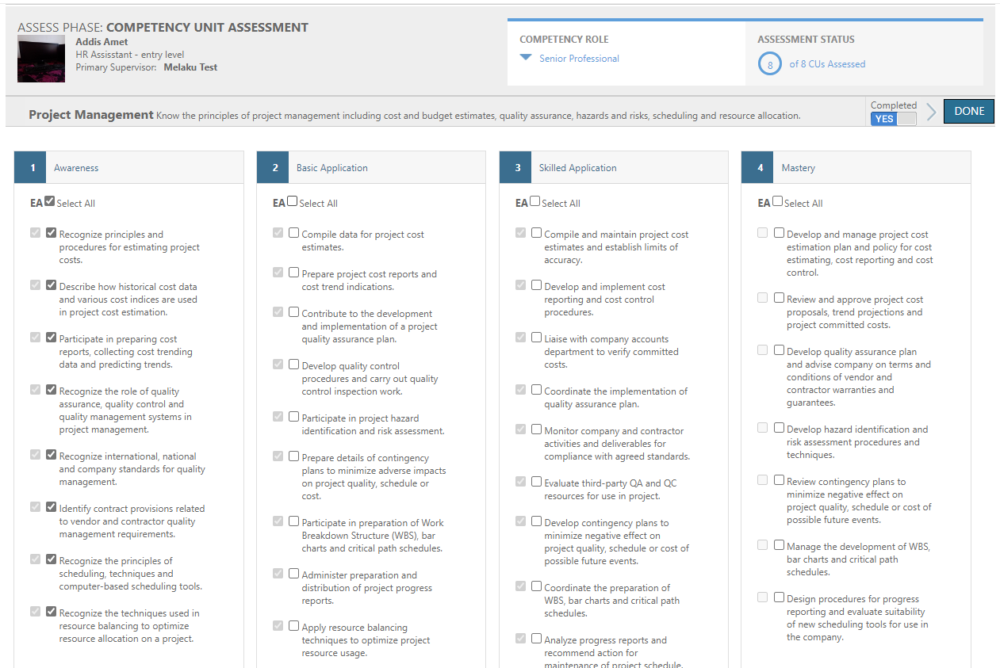 ASSESS PHASE: COMPETENCY UNIT ASSESSMENT
Addis Amet
HR Assisstant - entry level
Primary Supervisor: Melaku Test
COMPETENCY ROLE
Senior Professional
ASSESSMENT STATUS
8 of 8 CUs Assessed
Project Management Know the principles of project management including cost and budget estimates, quality assurance, hazards and risks, scheduling and resource allocation.
Completed
YES
DONE
1 Awareness
EA Select All
Recognize principles and
procedures for estimating project
costs.
Describe how historical cost data
and various cost indices are used
in project cost estimation.
Participate in preparing cost
reports, collecting cost trending
data and predicting trends.
Recognize the role of quality
assurance, quality control and
quality management systems in
project management.
Recognize international, national
and company standards for quality
management.
Identify contract provisions related
to vendor and contractor quality
management requirements.
Recognize the principles of
scheduling, techniques and
computer-based scheduling tools.
Recognize the techniques used in
resource balancing to optimize
resource allocation on a project.
2 Basic Application
EA Select All
Compile data for project cost
estimates.
Prepare project cost reports and
cost trend indications.
Contribute to the development
and implementation of a project
quality assurance plan.
Develop quality control
procedures and carry out quality
control inspection work.
Participate in project hazard
identification and risk assessment.
Prepare details of contingency
plans to minimize adverse impacts
on project quality, schedule or
cost.
Participate in preparation of Work
Breakdown Structure (WBS), bar
charts and critical path schedules.
Administer preparation and
distribution of project progress
reports.
Apply resource balancing
techniques to optimize project
resource usage.
3 Skilled Application
EA Select All
Compile and maintain project cost
estimates and establish limits of
accuracy.
Develop and implement cost
reporting and cost control
procedures.
Liaise with company accounts
department to verify committed
costs.
Coordinate the implementation of
quality assurance plan.
Monitor company and contractor
activities and deliverables for
compliance with agreed standards.
Evaluate third-party QA and QC
resources for use in project.
Develop contingency plans to
minimize negative effect on
project quality, schedule or cost of
possible future events.
Coordinate the preparation of
WBS, bar charts and critical path
schedules.
Analyze progress reports and
recommend action for
maintenance of project schedule.
4 Mastery
EA Select All
Develop and manage project cost
estimation plan and policy for cost
estimating, cost reporting and cost
control.
Review and approve project cost
proposals, trend projections and
project committed costs.
Develop quality assurance plan
and advise company on terms and
conditions of vendor and
contractor warranties and
guarantees.
Develop hazard identification and
risk assessment procedures and
techniques.
Review contingency plans to
minimize negative effect on
project quality, schedule or cost of
possible future events.
Manage the development of WBS,
bar charts and critical path
schedules.
Design procedures for progress
reporting and evaluate suitability
of new scheduling tools for use in
the company.